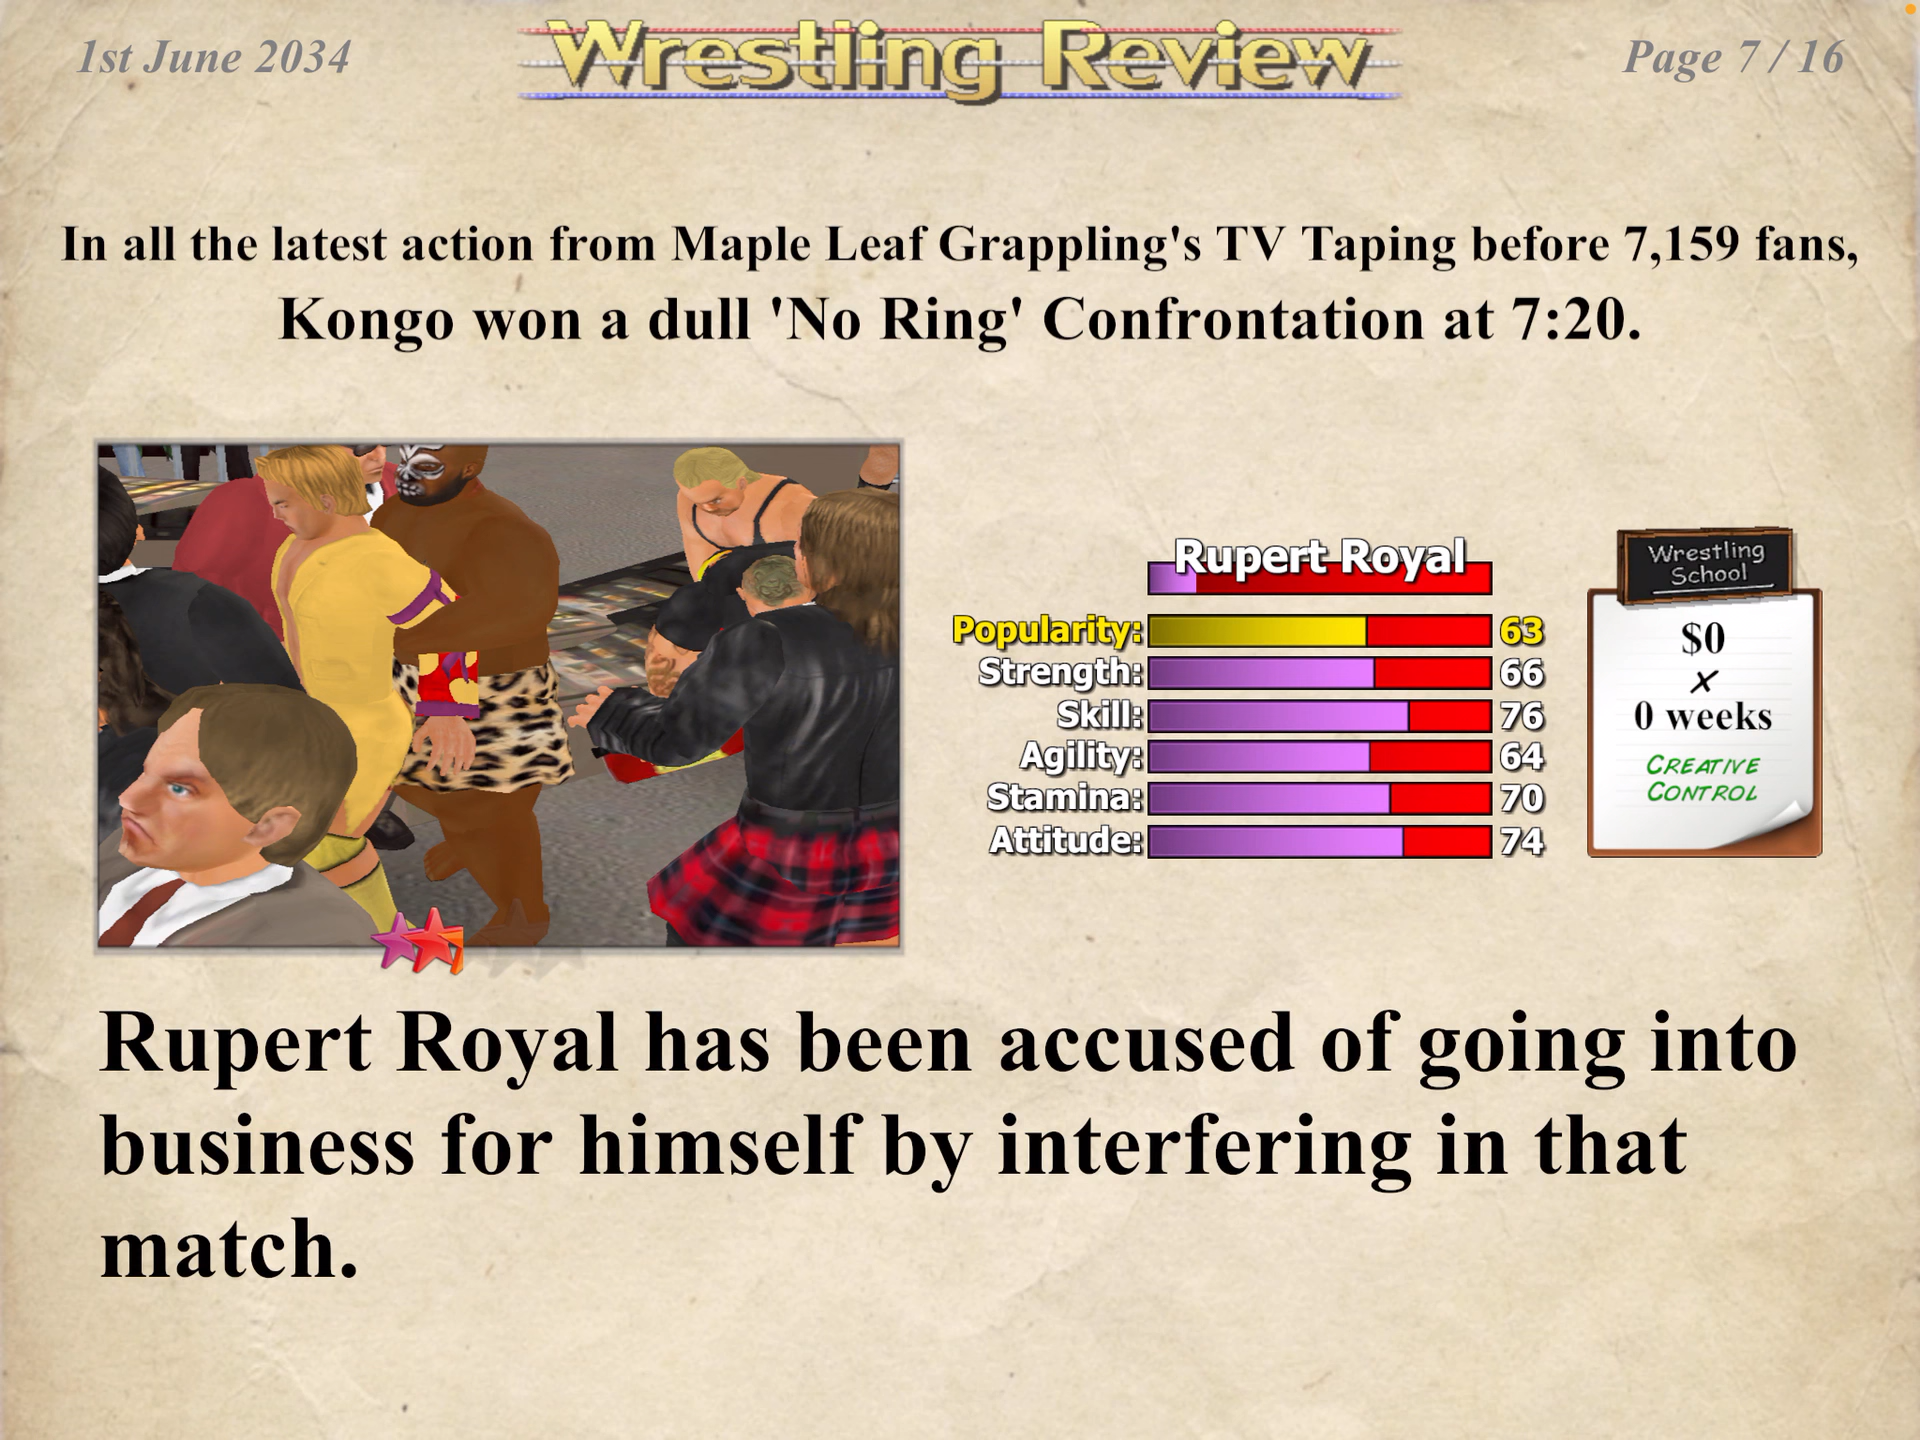 1st June 2034
Wrestling Review
Page 7 / 16
In all the latest action from Maple Leaf Grappling's TV Taping before 7,159 fans,
Kongo won a dull 'No Ring' Confrontation at 7:20.
Rupert Royal
Popularity: 63
Strength: 66
Skill: 76
Agility: 64
Stamina: 70
Attitude: 74
Wrestling
School
$0
x
0 weeks
CREATIVE
CONTROL
Rupert Royal has been accused of going into
business for himself by interfering in that
match.